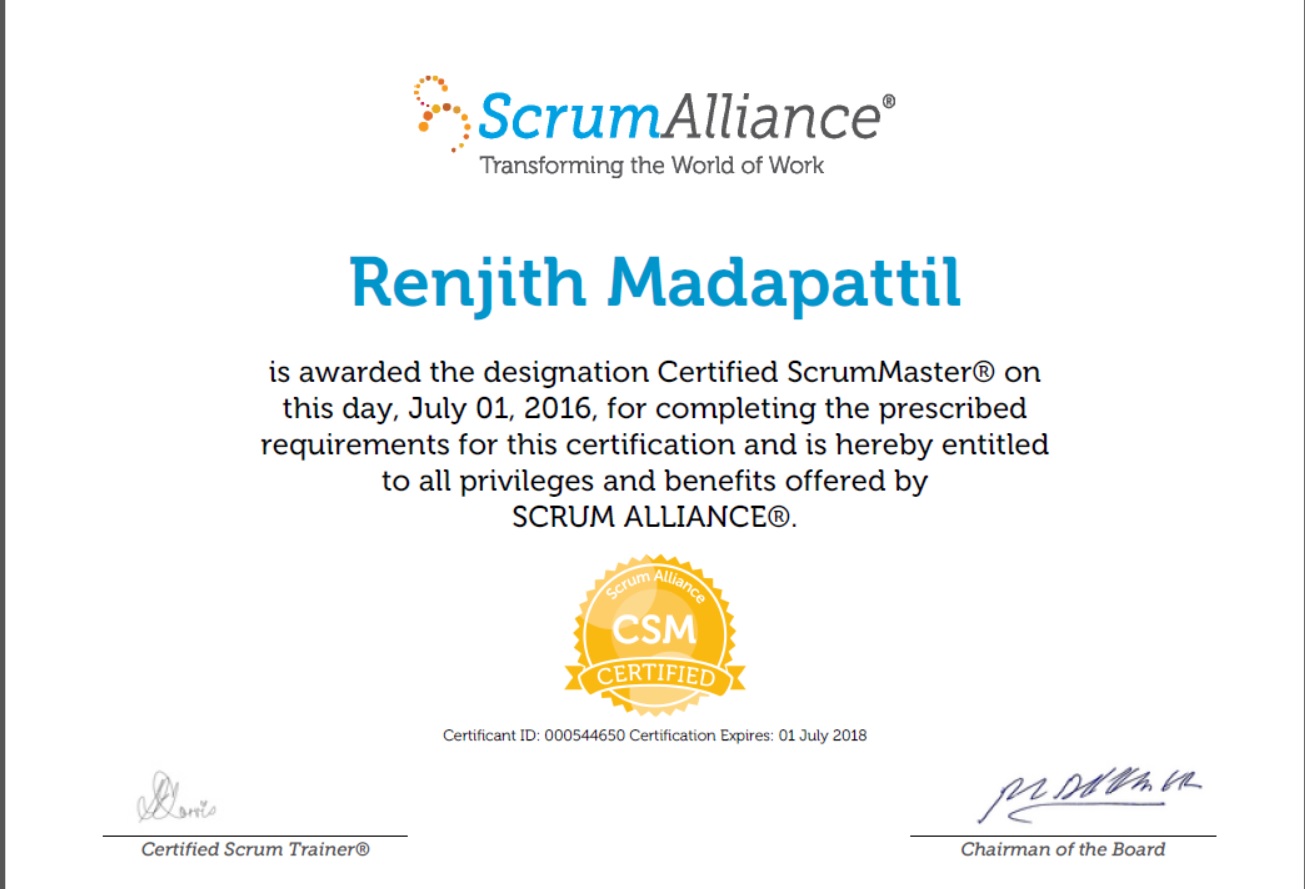 ScrumAlliance®
Transforming the World of Work
Renjith Madapattil
is awarded the designation Certified ScrumMaster® on
this day, July 01, 2016, for completing the prescribed
requirements for this certification and is hereby entitled
to all privileges and benefits offered by
SCRUM ALLIANCE®.
Scrum Alliance
CSM
CERTIFIED
Certificant ID: 000544650 Certification Expires: 01 July 2018
Certified Scrum Trainer®
Chairman of the Board